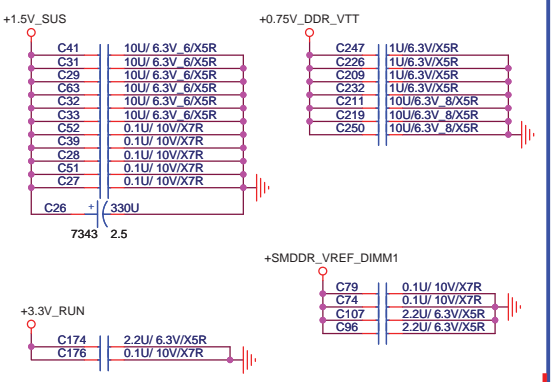 +1.5V_SUS
C41 10U/ 6.3V_6/X5R
C31 10U/ 6.3V_6/X5R
C29 10U/ 6.3V_6/X5R
C63 10U/ 6.3V_6/X5R
C32 10U/ 6.3V_6/X5R
C33 10U/ 6.3V_6/X5R
C52 0.1U/ 10V/X7R
C39 0.1U/ 10V/X7R
C28 0.1U/ 10V/X7R
C51 0.1U/ 10V/X7R
C27 0.1U/ 10V/X7R
C26 + 330U
7343 2.5
+0.75V_DDR_VTT
C247 1U/6.3V/X5R
C226 1U/6.3V/X5R
C209 1U/6.3V/X5R
C232 1U/6.3V/X5R
C211 10U/6.3V_8/X5R
C219 10U/6.3V_8/X5R
C250 10U/6.3V_8/X5R
+SMDDR_VREF_DIMM1
C79 0.1U/ 10V/X7R
C74 0.1U/ 10V/X7R
C107 2.2U/ 6.3V/X5R
C96 2.2U/ 6.3V/X5R
+3.3V_RUN
C174 2.2U/ 6.3V/X5R
C176 0.1U/ 10V/X7R